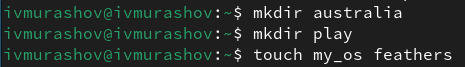 ivmurashov@ivmurashov:~$ mkdir australia
ivmurashov@ivmurashov:~$ mkdir play
ivmurashov@ivmurashov:~$ touch my_os feathers